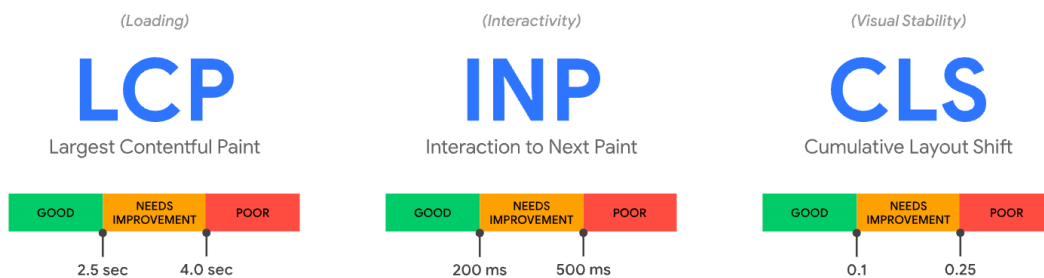 (Loading)
LCP
Largest Contentful Paint
GOOD
NEEDS
IMPROVEMENT
POOR
2.5 sec
4.0 sec
(Interactivity)
INP
Interaction to Next Paint
GOOD
NEEDS
IMPROVEMENT
POOR
200 ms
500 ms
(Visual Stability)
CLS
Cumulative Layout Shift
GOOD
NEEDS
IMPROVEMENT
POOR
0.1
0.25